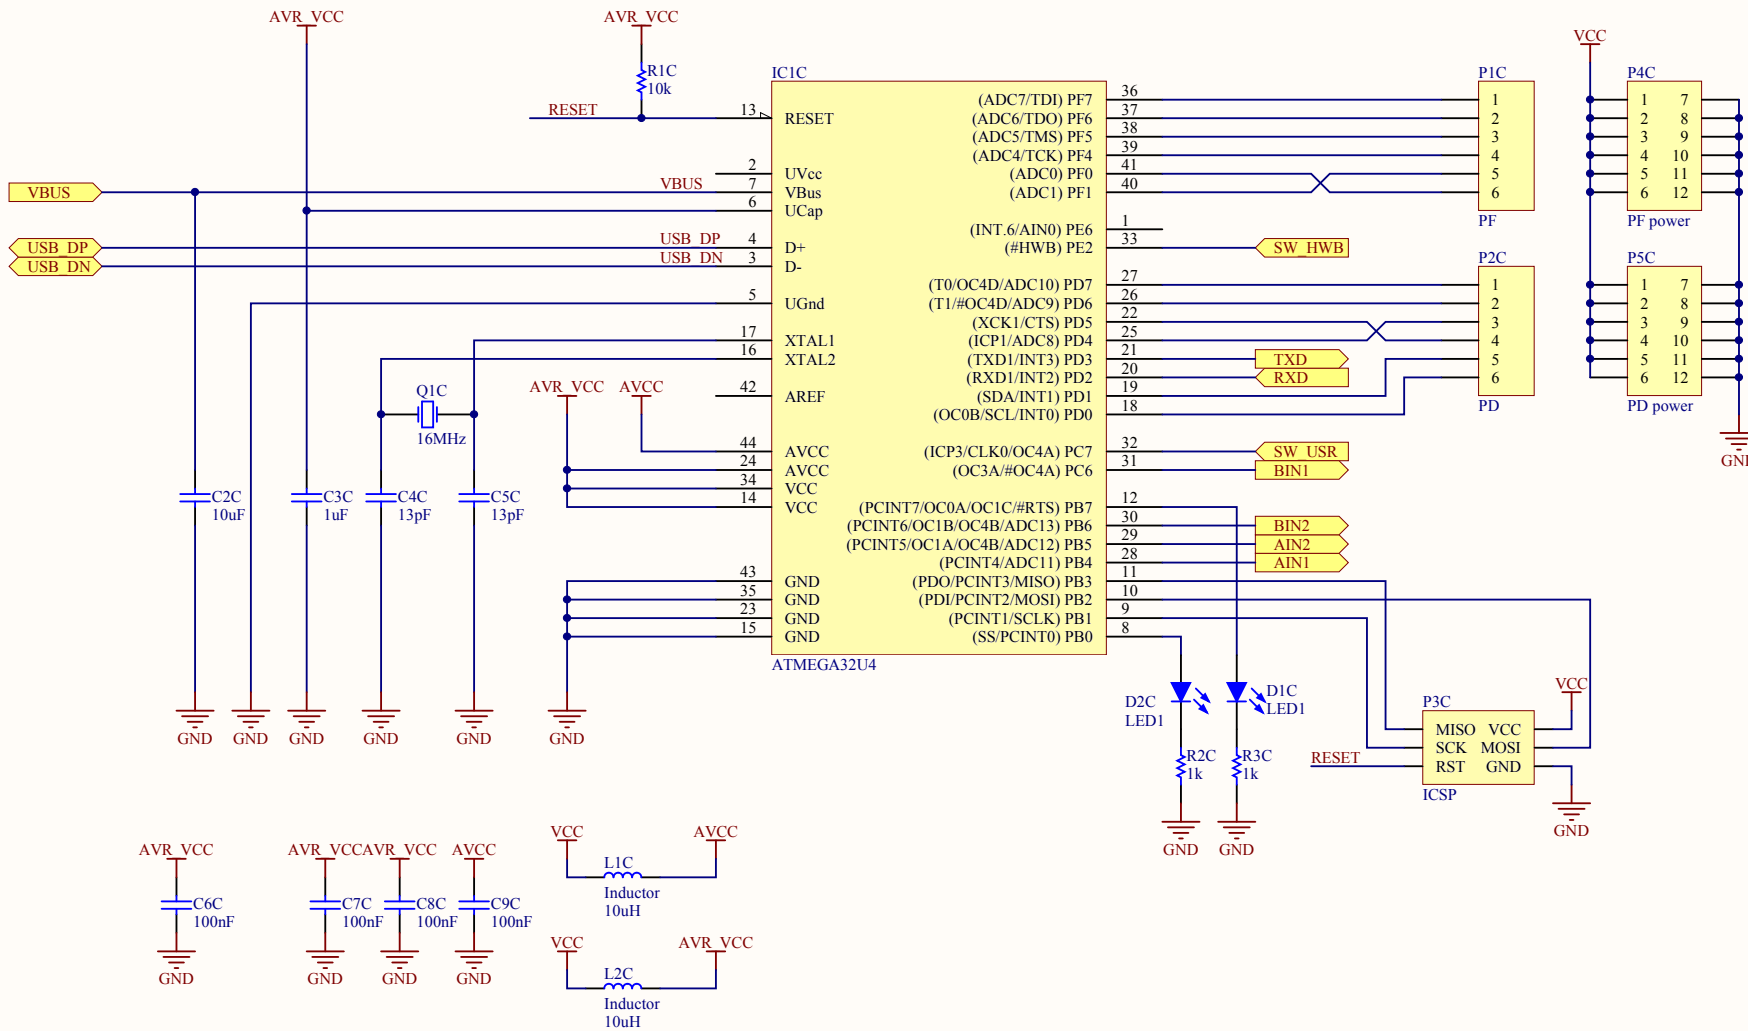 AVR_VCC
AVR_VCC
R1C
10k
RESET
IC1C
13
RESET
2
UVcc
VBUS
VBUS
7
VBus
6
UCap
USB_DP
USB_DP
4
D+
USB_DN
USB_DN
3
D-
5
UGnd
17
XTAL1
16
XTAL2
Q1C
16MHz
42
AREF
AVR_VCC
AVCC
44
AVCC
24
AVCC
34
VCC
14
VCC
C2C
10uF
C3C
1uF
C4C
13pF
C5C
13pF
43
GND
35
GND
23
GND
15
GND
ATMEGA32U4
GND
GND
GND
GND
GND
GND
(ADC7/TDI) PF7
36
(ADC6/TDO) PF6
37
(ADC5/TMS) PF5
38
(ADC4/TCK) PF4
39
(ADC0) PF0
41
(ADC1) PF1
40
(INT.6/AIN0) PE6
1
(#HWB) PE2
33
SW_HWB
(T0/OC4D/ADC10) PD7
27
(T1/#OC4D/ADC9) PD6
26
(XCK1/CTS) PD5
22
(ICP1/ADC8) PD4
25
(TXD1/INT3) PD3
21
TXD
(RXD1/INT2) PD2
20
RXD
(SDA/INT1) PD1
19
(OC0B/SCL/INT0) PD0
18
(ICP3/CLK0/OC4A) PC7
32
SW_USR
(OC3A/#OC4A) PC6
31
BIN1
(PCINT7/OC0A/OC1C/#RTS) PB7
12
(PCINT6/OC1B/OC4B/ADC13) PB6
30
BIN2
(PCINT5/OC1A/OC4B/ADC12) PB5
29
AIN2
(PCINT4/ADC11) PB4
28
AIN1
(PDO/PCINT3/MISO) PB3
11
(PDI/PCINT2/MOSI) PB2
10
(PCINT1/SCLK) PB1
9
(SS/PCINT0) PB0
8
P1C
1
2
3
4
5
6
PF
P2C
1
2
3
4
5
6
PD
VCC
P4C
1 7
2 8
3 9
4 10
5 11
6 12
PF power
P5C
1 7
2 8
3 9
4 10
5 11
6 12
PD power
GND
D2C
LED1
D1C
LED1
R2C
1k
R3C
1k
GND
GND
VCC
P3C
MISO VCC
SCK MOSI
RST GND
RESET
ICSP
GND
AVR_VCC
C6C
100nF
GND
AVR_VCC
C7C
100nF
GND
AVR_VCC
C8C
100nF
GND
AVCC
C9C
100nF
GND
VCC
AVCC
L1C
Inductor
10uH
VCC
AVR_VCC
L2C
Inductor
10uH